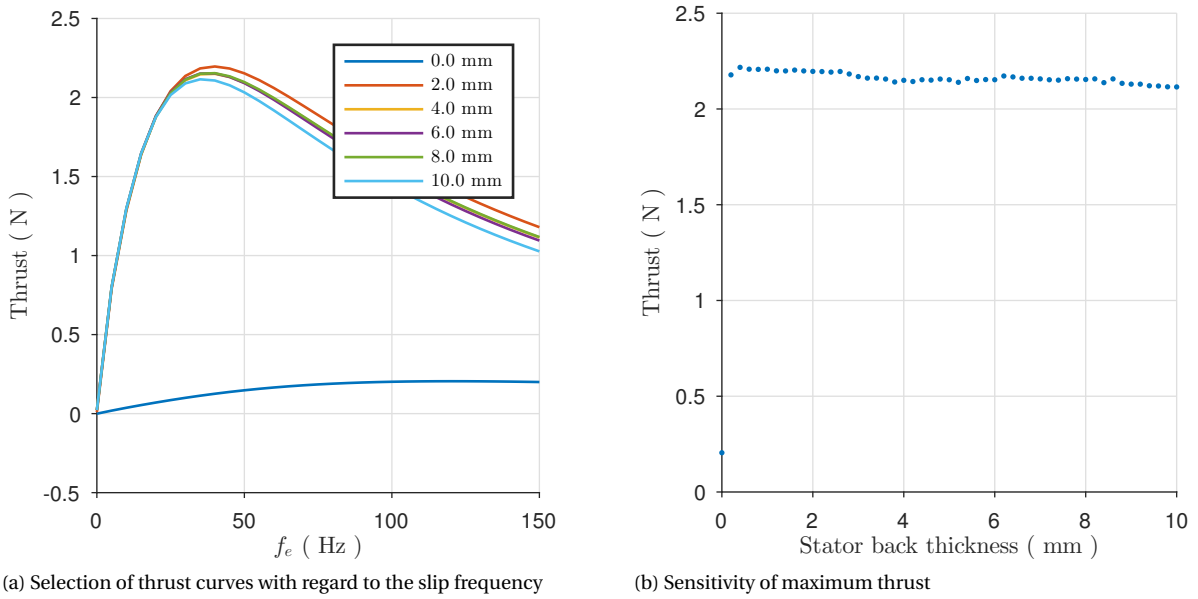 2.5
2
1.5
1
0.5
0
-0.5
Thrust ( N )
0.0 mm
2.0 mm
4.0 mm
6.0 mm
8.0 mm
10.0 mm
0 50 100 150
f_e ( Hz )
(a) Selection of thrust curves with regard to the slip frequency
2.5
2
1.5
1
0.5
0
Thrust ( N )
0 2 4 6 8 10
Stator back thickness ( mm )
(b) Sensitivity of maximum thrust